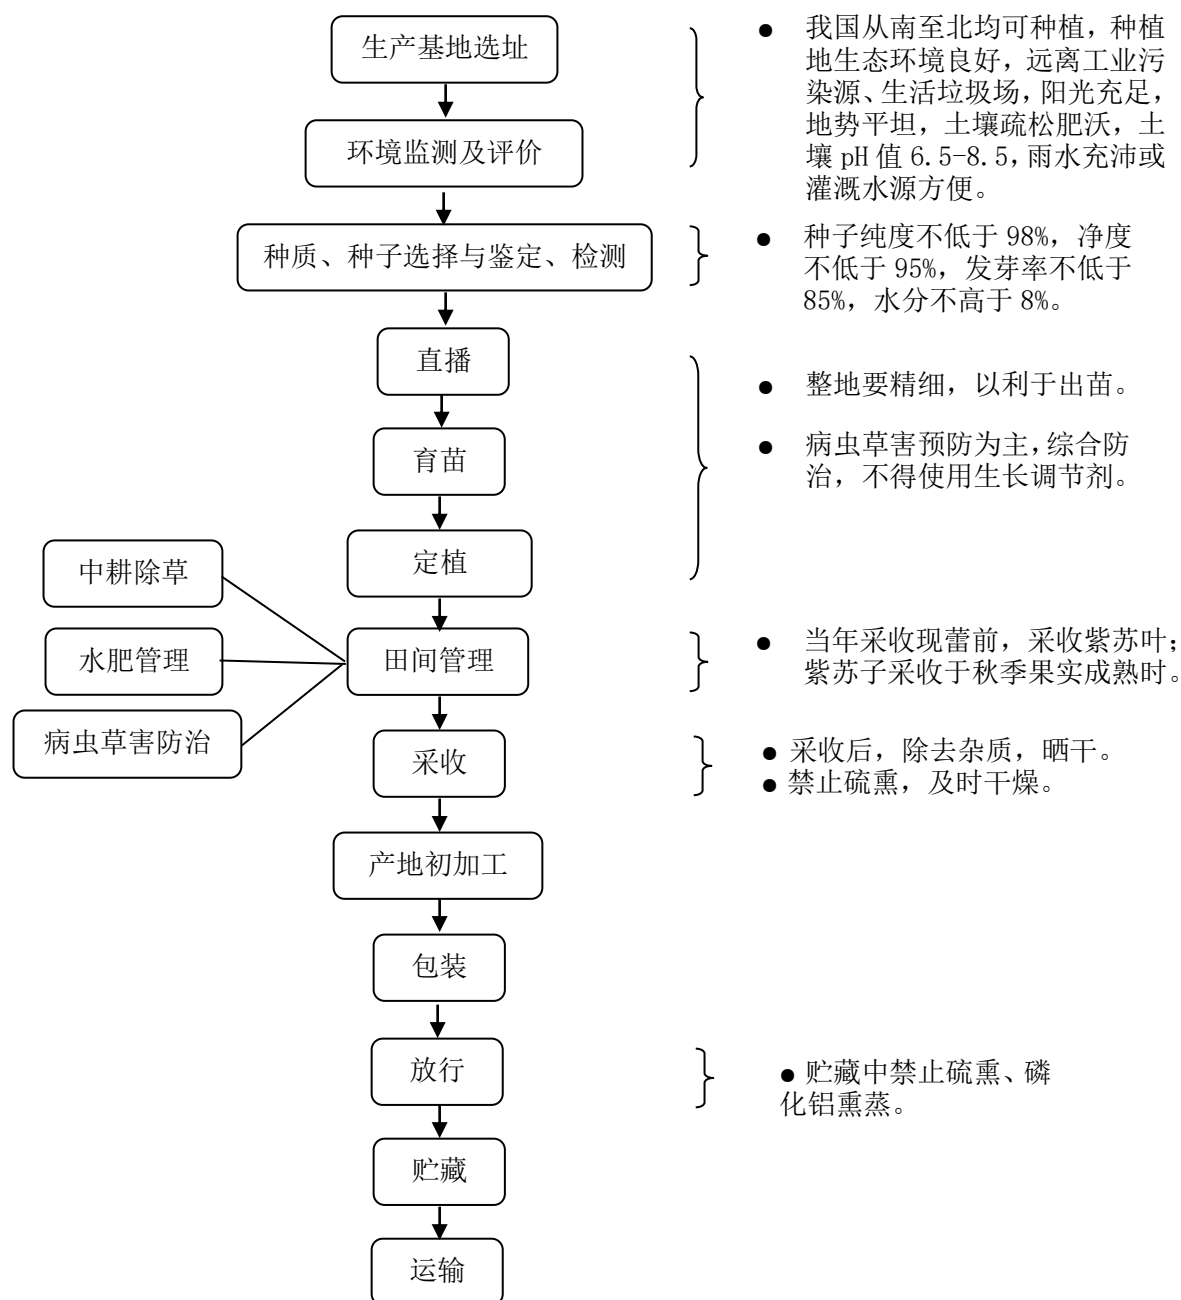 生产基地选址
环境监测及评价
● 我国从南至北均可种植，种植
地生态环境良好，远离工业污
染源、生活垃圾场，阳光充足，
地势平坦，土壤疏松肥沃，土
壤 pH 值 6.5-8.5，雨水充沛或
灌溉水源方便。
种质、种子选择与鉴定、检测
● 种子纯度不低于 98%，净度
不低于 95%，发芽率不低于
85%，水分不高于 8%。
直播
育苗
定植
● 整地要精细，以利于出苗。
● 病虫草害预防为主，综合防
治，不得使用生长调节剂。
中耕除草
水肥管理
病虫草害防治
田间管理
● 当年采收现蕾前，采收紫苏叶；
紫苏子采收于秋季果实成熟时。
采收
● 采收后，除去杂质，晒干。
● 禁止硫熏，及时干燥。
产地初加工
包装
放行
● 贮藏中禁止硫熏、磷
化铝熏蒸。
贮藏
运输